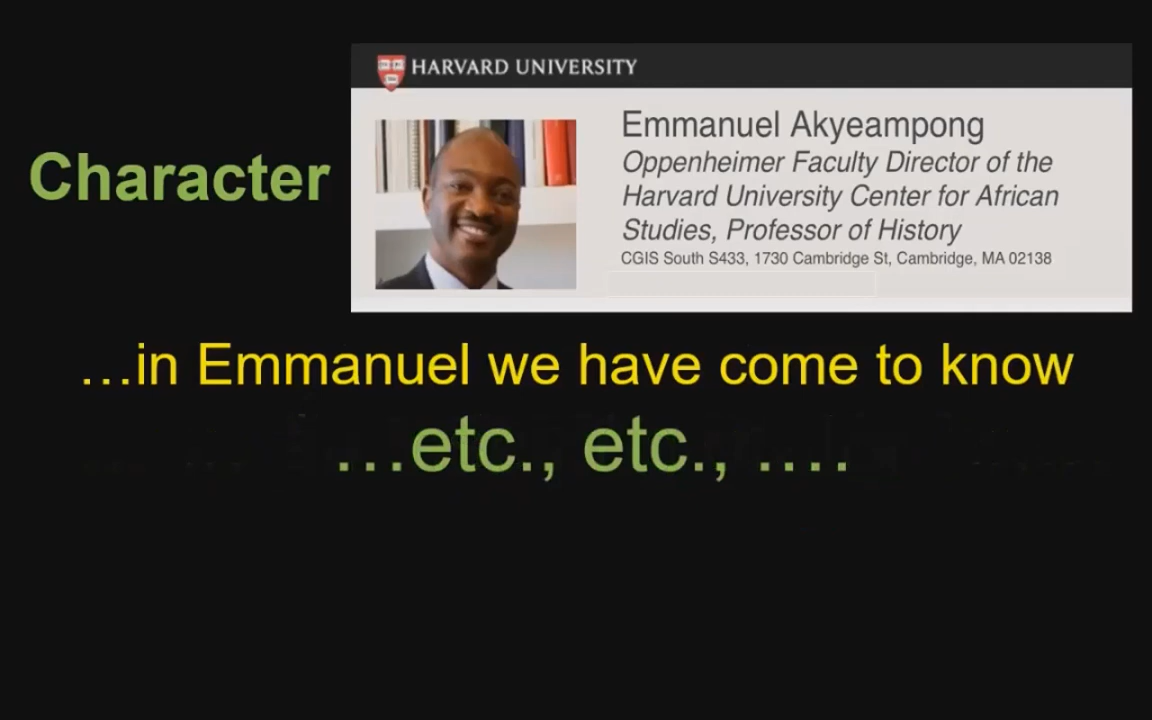 HARVARD UNIVERSITY
Character
Emmanuel Akyeampong
Oppenheimer Faculty Director of the
Harvard University Center for African
Studies, Professor of History
CGIS South S433, 1730 Cambridge St, Cambridge, MA 02138
…in Emmanuel we have come to know
…etc., etc., ….